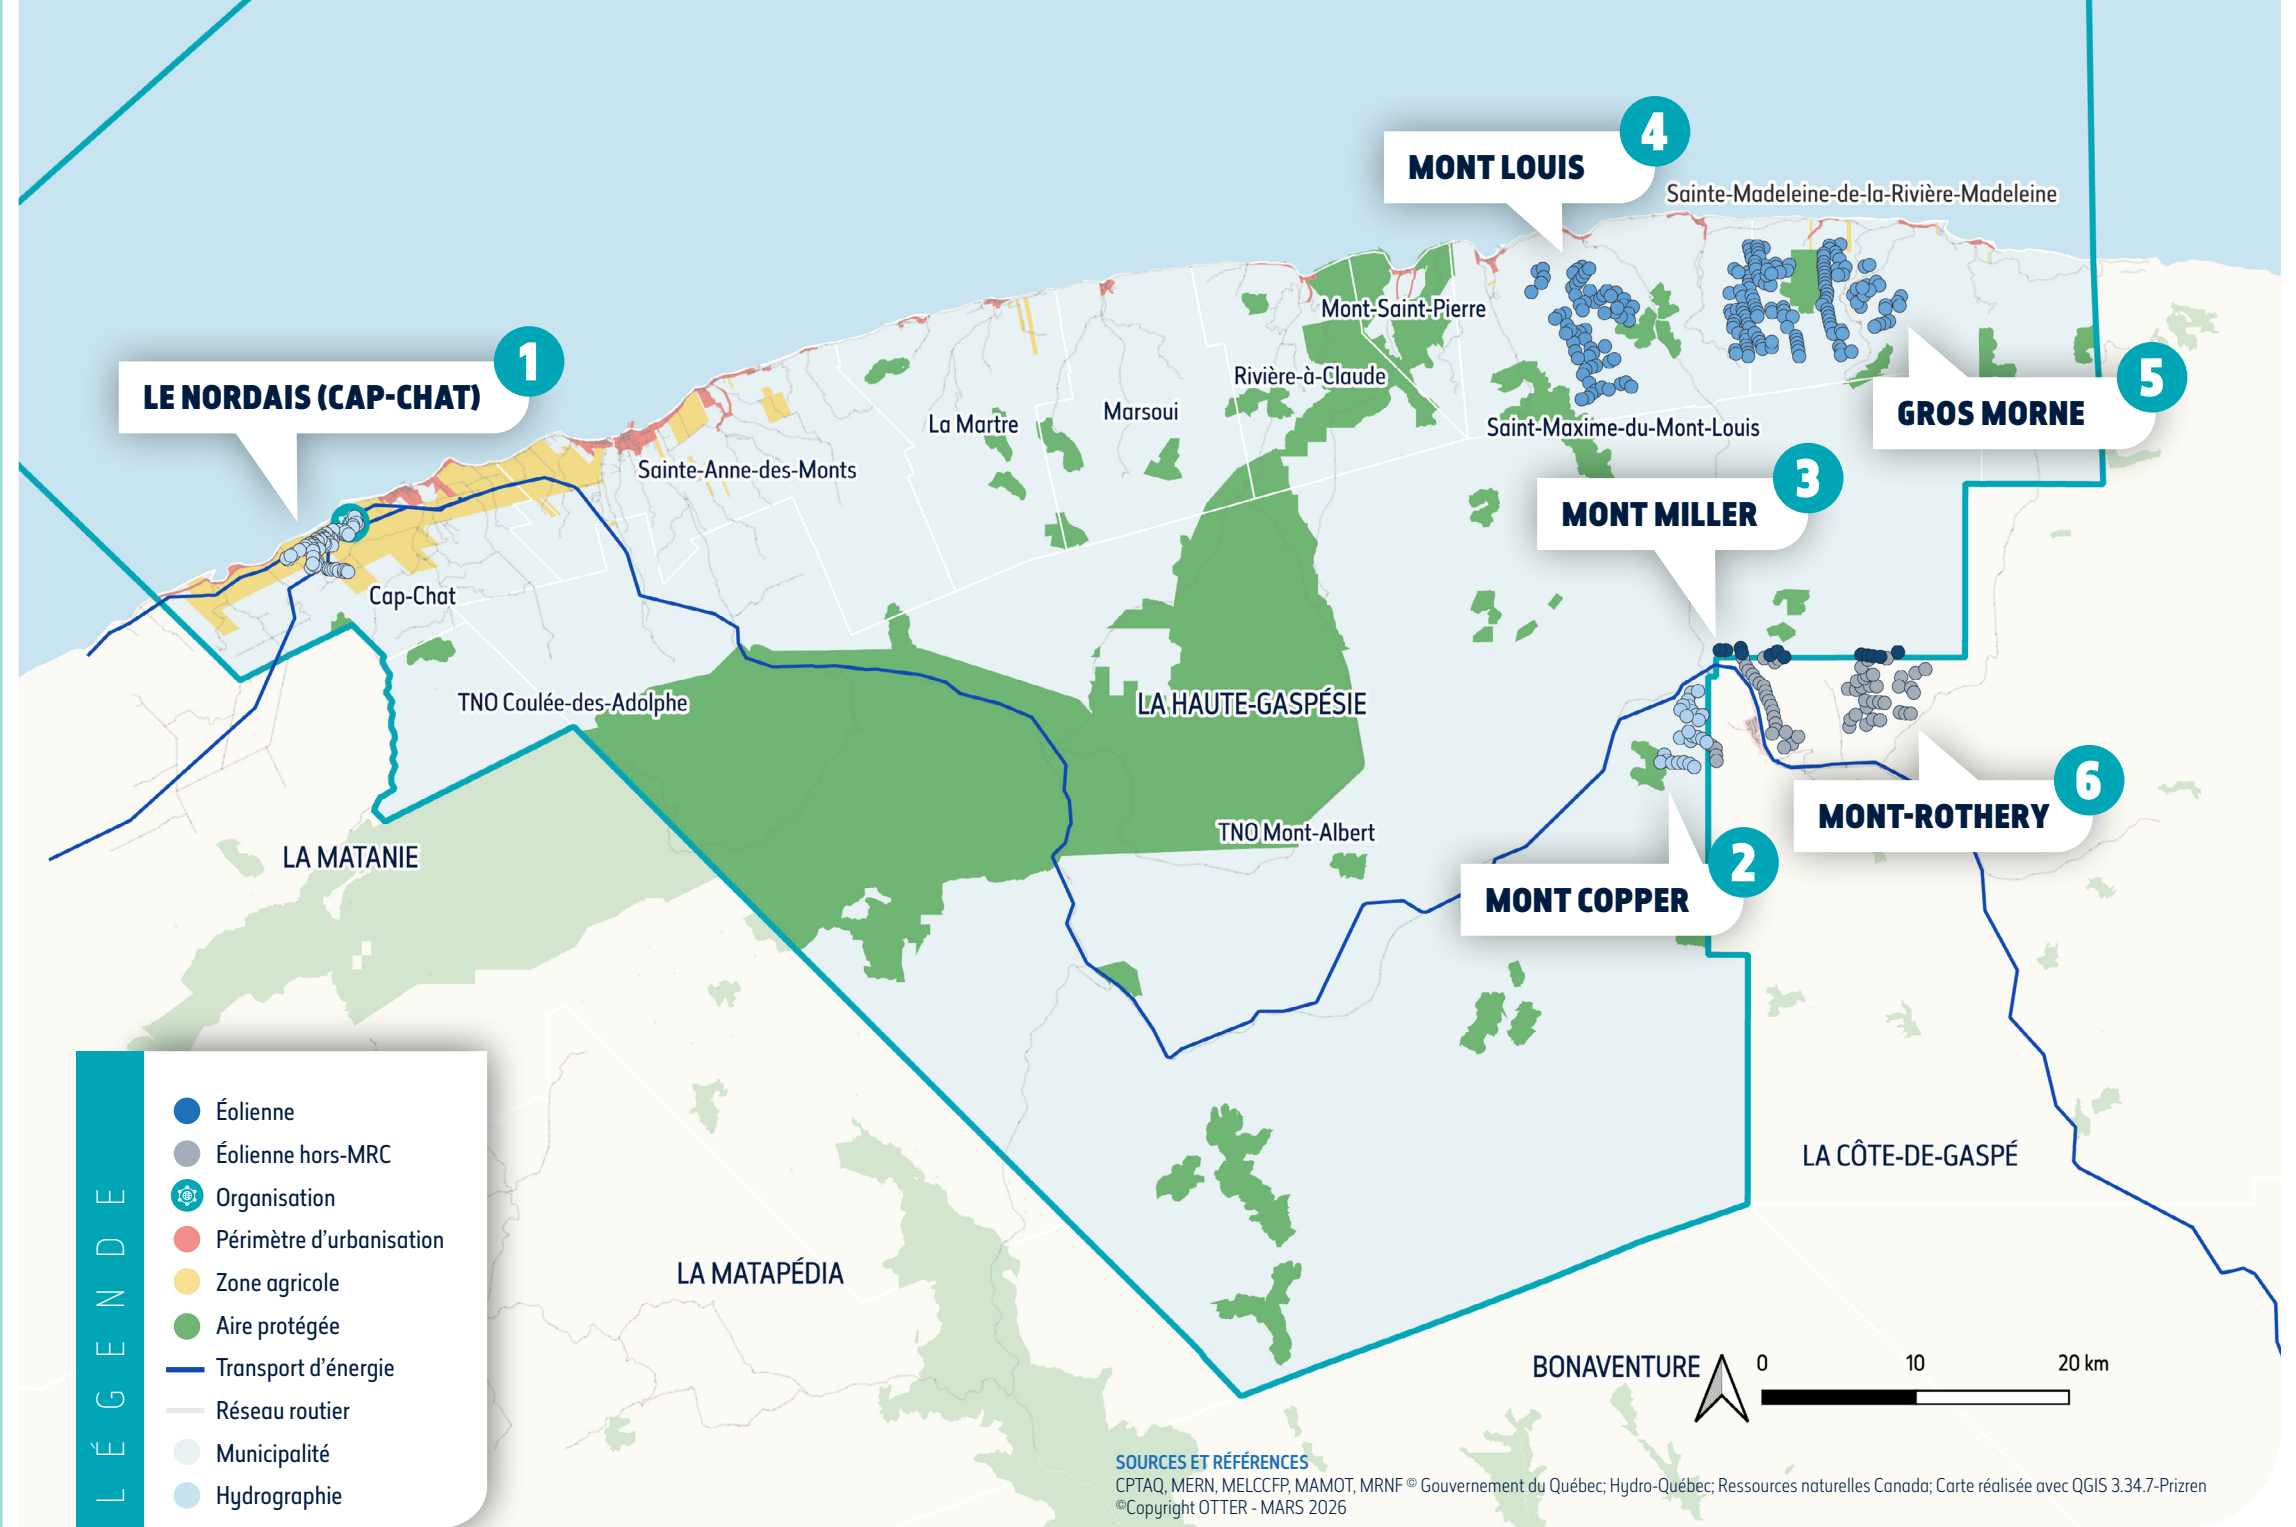 4
MONT LOUIS
Sainte-Madeleine-de-la-Rivière-Madeleine
Mont-Saint-Pierre
1
LE NORDAIS (CAP-CHAT)
Rivière-à-Claude
5
GROS MORNE
La Martre
Marsoui
Saint-Maxime-du-Mont-Louis
Sainte-Anne-des-Monts
3
MONT MILLER
Cap-Chat
TNO Coulée-des-Adolphe
LA HAUTE-GASPÉSIE
6
MONT-ROTHERY
TNO Mont-Albert
LA MATANIE
2
MONT COPPER
LÉGENDE
Éolienne
Éolienne hors-MRC
Organisation
Périmètre d'urbanisation
Zone agricole
Aire protégée
Transport d'énergie
Réseau routier
Municipalité
Hydrographie
LA CÔTE-DE-GASPÉ
LA MATAPÉDIA
BONAVENTURE
0 10 20 km
SOURCES ET RÉFÉRENCES
CPTAQ, MERN, MELCCFP, MAMOT, MRNF © Gouvernement du Québec; Hydro-Québec; Ressources naturelles Canada; Carte réalisée avec QGIS 3.34.7-Prizren
©Copyright OTTER - MARS 2026